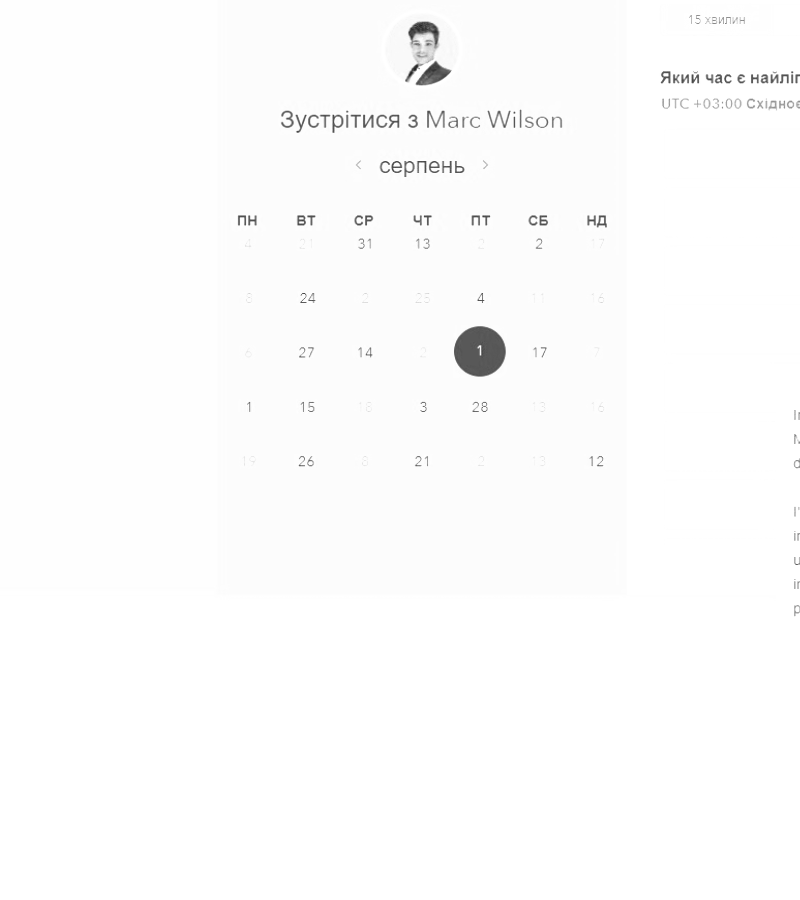 15 хвилин
Який час є
UTC +03:00
Зустрітися з Marc Wilson
< серпень >
ПН ВТ СР ЧТ ПТ СБ НД
4 21 31 13 2 2 17
8 24 2 25 4 11 16
6 27 14 2 1 17 7
1 15 18 3 28 13 16
19 26 8 21 2 13 12